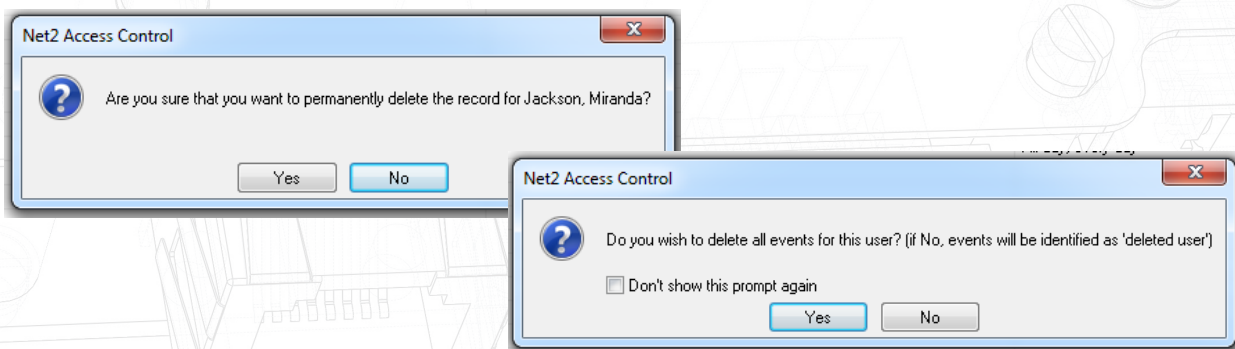 Net2 Access Control
Are you sure that you want to permanently delete the record for Jackson, Miranda?
Yes No
Net2 Access Control
Do you wish to delete all events for this user? (if No, events will be identified as 'deleted user')
Don't show this prompt again
Yes No